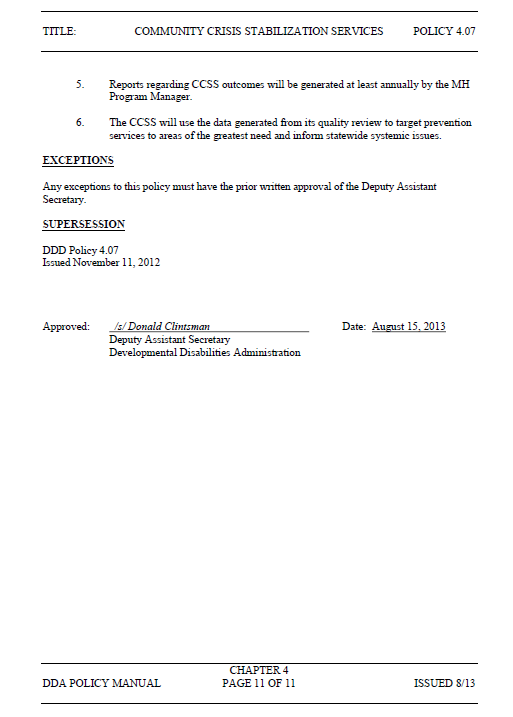 TITLE: COMMUNITY CRISIS STABILIZATION SERVICES POLICY 4.07
5. Reports regarding CCSS outcomes will be generated at least annually by the MH
Program Manager.
6. The CCSS will use the data generated from its quality review to target prevention
services to areas of the greatest need and inform statewide systemic issues.
EXCEPTIONS
Any exceptions to this policy must have the prior written approval of the Deputy Assistant
Secretary.
SUPERSESSION
DDD Policy 4.07
Issued November 11, 2012
Approved: /s/ Donald Clintsman Date: August 15, 2013
Deputy Assistant Secretary
Developmental Disabilities Administration
CHAPTER 4
DDA POLICY MANUAL PAGE 11 OF 11 ISSUED 8/13